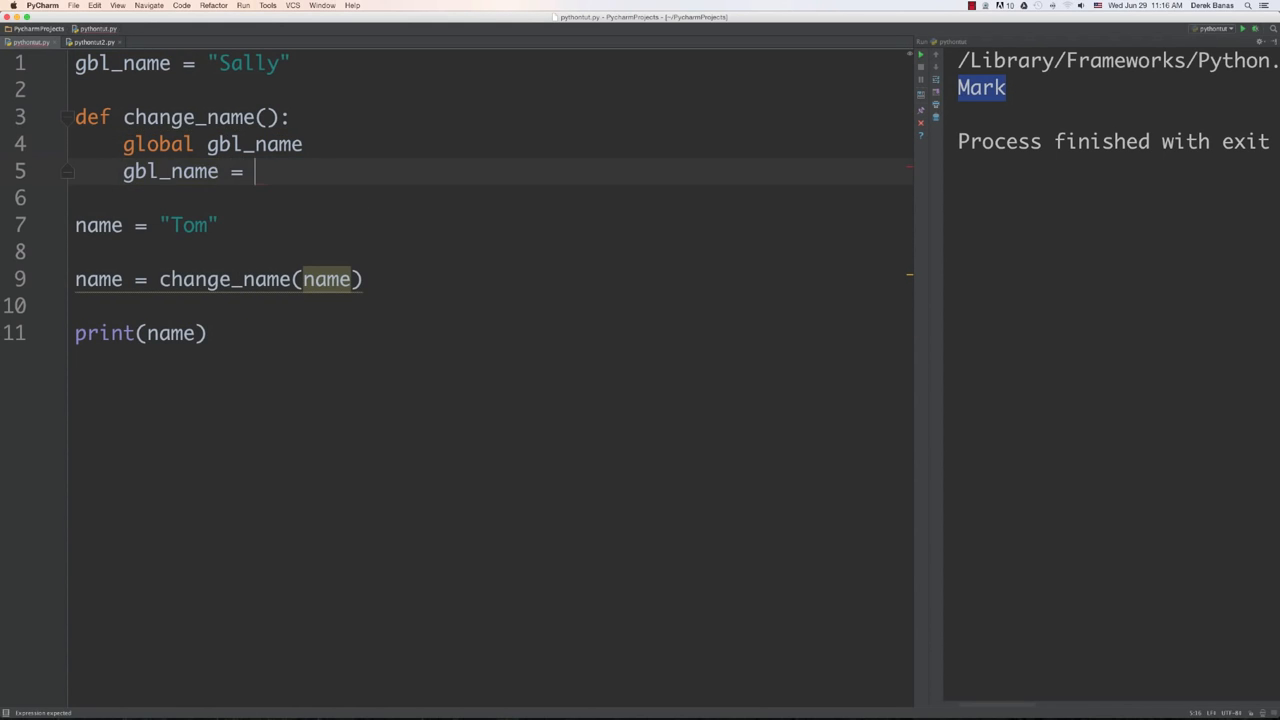 PyCharm File Edit View Navigate Code Refactor Run Tools VCS Window Help 10 Wed Jun 29 11:16 AM Derek Banas
pythontut.py - PycharmProjects - [~/PycharmProjects]
PycharmProjects pythontut.py pythontut
pythontut.py × pythontut2.py × Run pythontut
1 gbl_name = "Sally"
2
3 def change_name():
4 global gbl_name
5 gbl_name =
6
7 name = "Tom"
8
9 name = change_name(name)
10
11 print(name)
/Library/Frameworks/Python.
Mark
Process finished with exit
Expression expected 5:16 LF÷ UTF-8÷